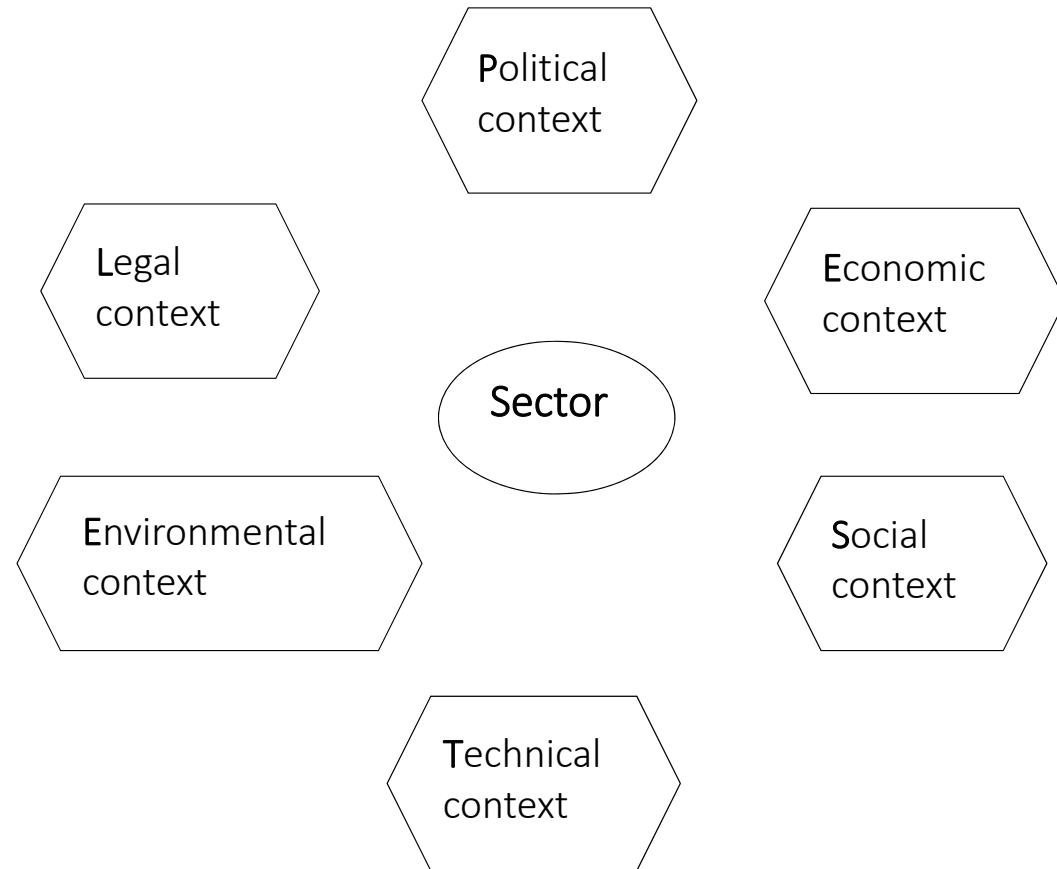 Political
context
Legal
context
Economic
context
Sector
Environmental
context
Social
context
Technical
context